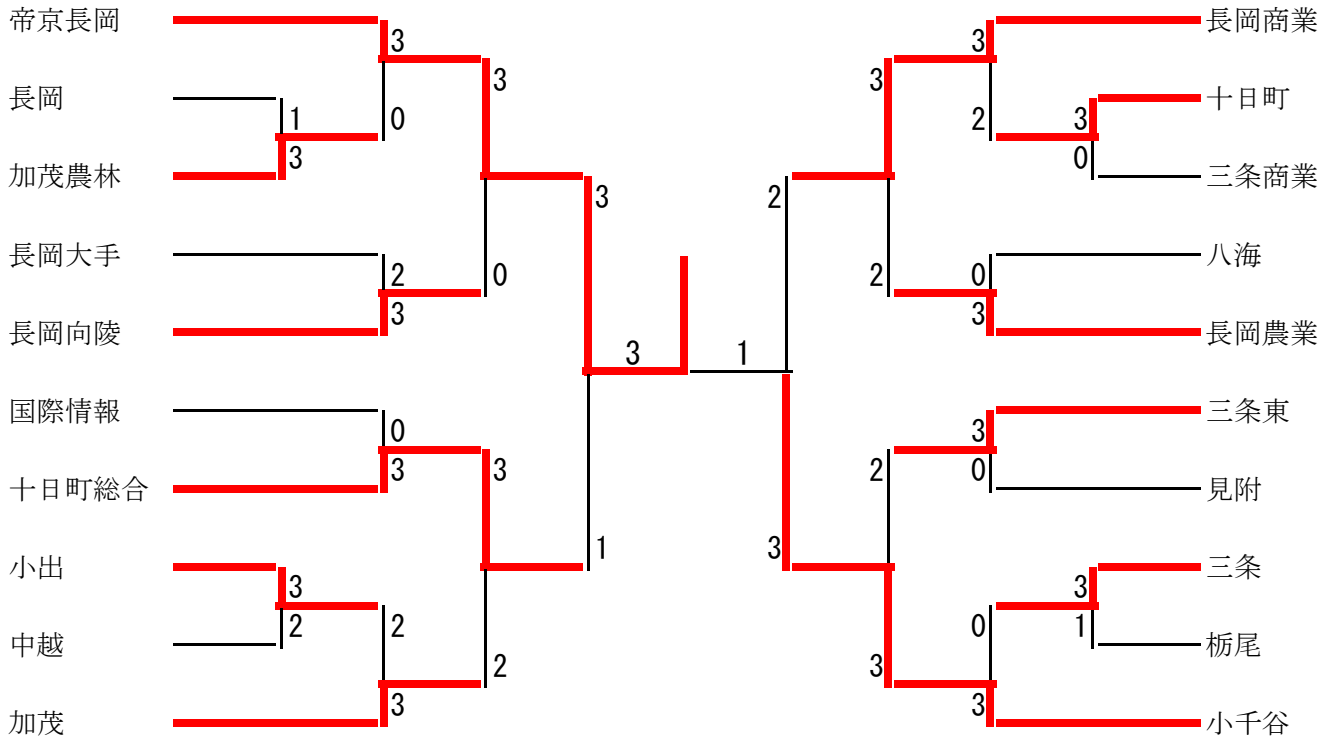 帝京長岡
長岡
加茂農林
長岡大手
長岡向陵
国際情報
十日町総合
小出
中越
加茂
3
1
0
3
3
2
0
3
0
3
3
3
2
2
3
2
3
1
3
1
2
3
3
2
2
3
3
2
3
0
0
3
3
0
0
3
3
1
長岡商業
十日町
三条商業
八海
長岡農業
三条東
見附
三条
栃尾
小千谷